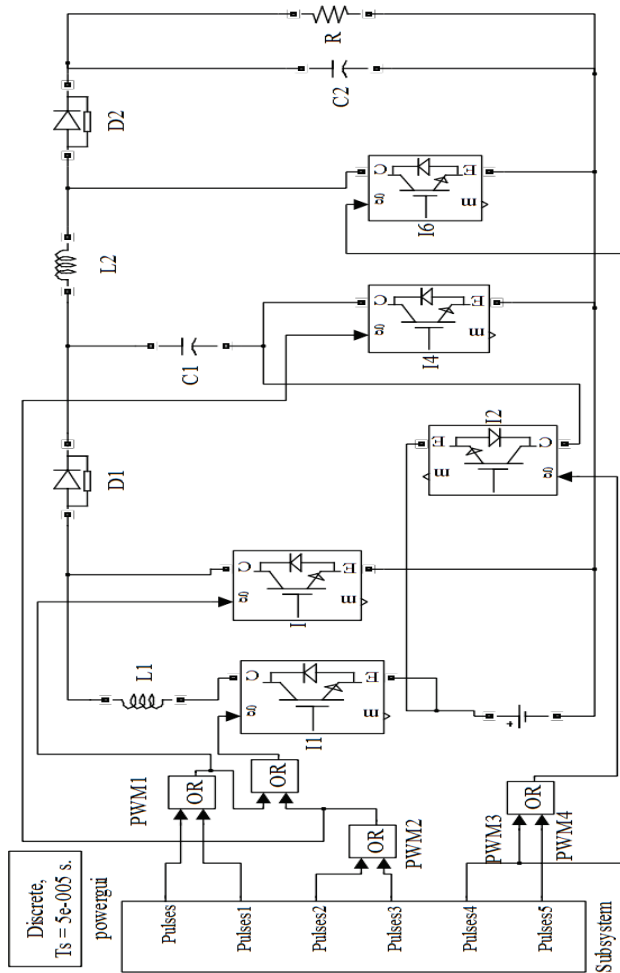 Discrete,
Ts = 5e-005 s.
powergui
Pulses
Pulses1
Pulses2
Pulses3
Pulses4
Pulses5
Subsystem
PWM1
OR
OR
OR
PWM2
PWM3
OR
PWM4
L1
g
C
I1
m
E
+
g
C
I
m
E
D1
g
C
I2
m
E
C1
g
C
I4
m
E
L2
g
C
I6
m
E
D2
C2
R